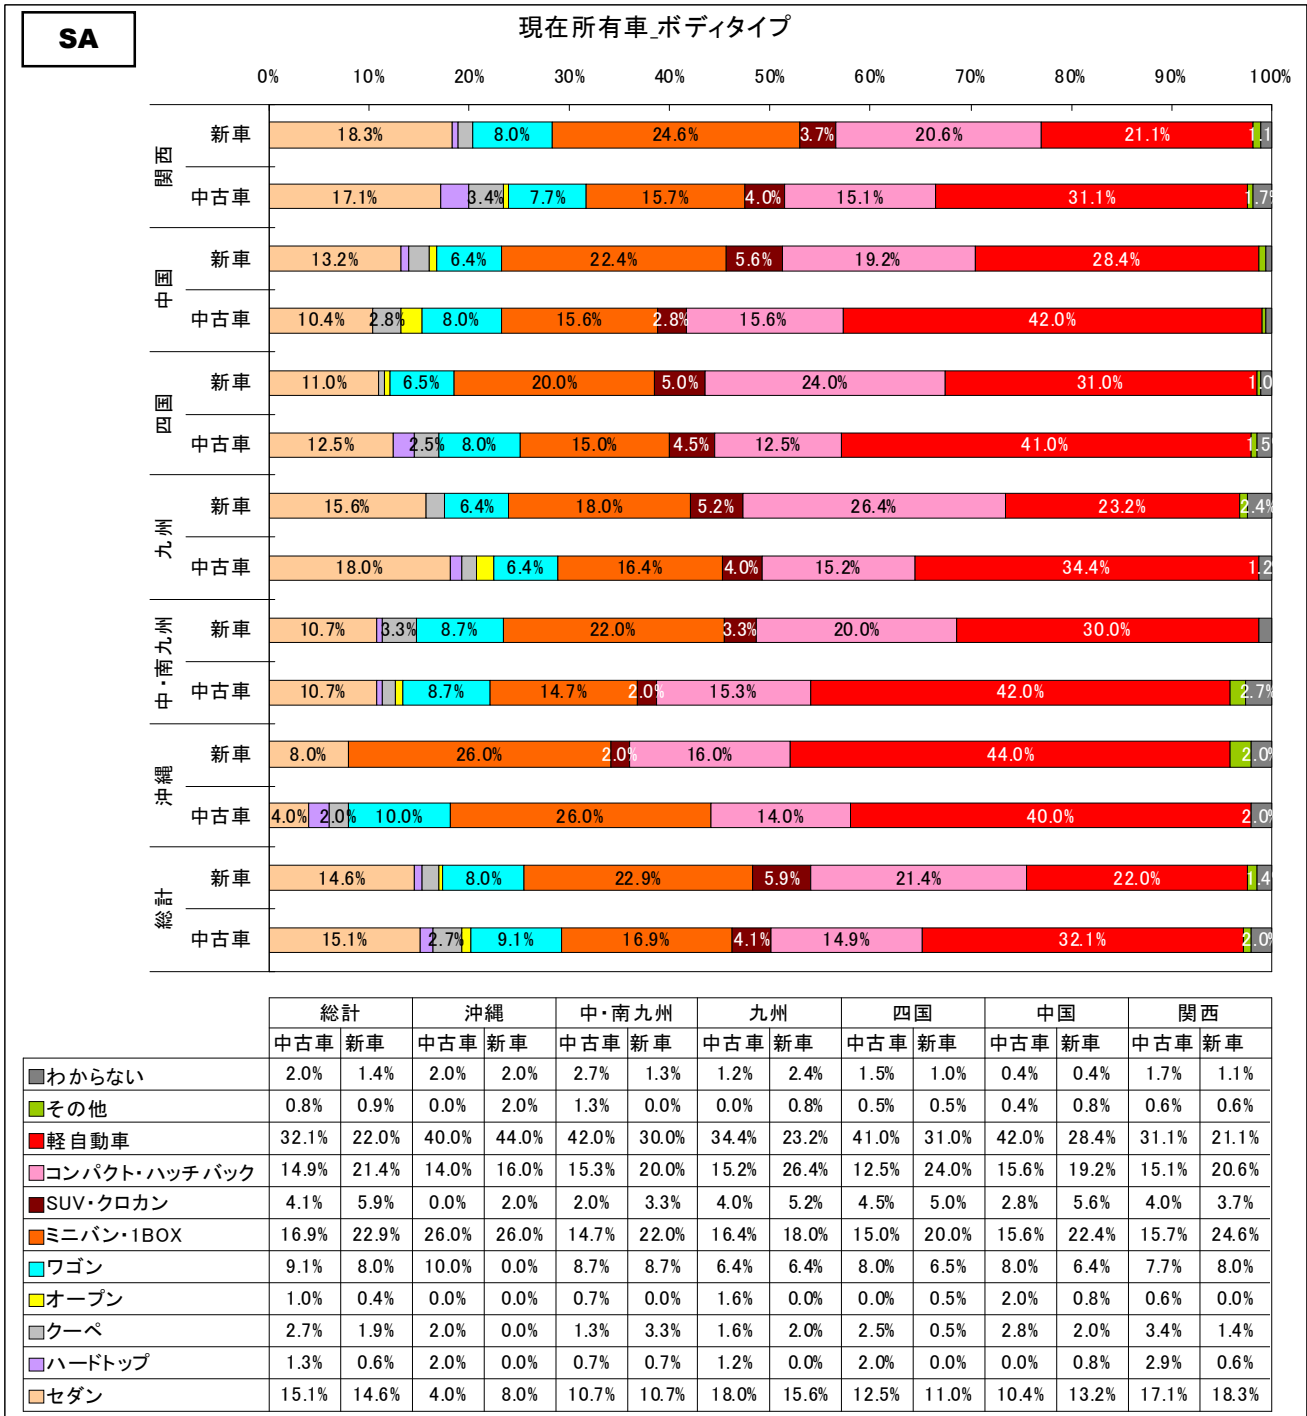 SA
現在所有車_ボディタイプ
0% 10% 20% 30% 40% 50% 60% 70% 80% 90% 100%
関西
新車 18.3% 8.0% 24.6% 3.7% 20.6% 21.1% 1.1%
中古車 17.1% 3.4% 7.7% 15.7% 4.0% 15.1% 31.1% 1.7%
中国
新車 13.2% 6.4% 22.4% 5.6% 19.2% 28.4%
中古車 10.4% 2.8% 8.0% 15.6% 2.8% 15.6% 42.0%
四国
新車 11.0% 6.5% 20.0% 5.0% 24.0% 31.0% 1.0%
中古車 12.5% 2.5% 8.0% 15.0% 4.5% 12.5% 41.0% 1.5%
九州
新車 15.6% 6.4% 18.0% 5.2% 26.4% 23.2% 2.4%
中古車 18.0% 6.4% 16.4% 4.0% 15.2% 34.4% 1.2%
中・南九州
新車 10.7% 3.3% 8.7% 22.0% 3.3% 20.0% 30.0%
中古車 10.7% 8.7% 14.7% 2.0% 15.3% 42.0% 2.7%
沖縄
新車 8.0% 26.0% 2.0% 16.0% 44.0% 2.0%
中古車 4.0% 2.0% 10.0% 26.0% 14.0% 40.0% 2.0%
総計
新車 14.6% 8.0% 22.9% 5.9% 21.4% 22.0% 1.4%
中古車 15.1% 2.7% 9.1% 16.9% 4.1% 14.9% 32.1% 2.0%
総計 沖縄 中・南九州 九州 四国 中国 関西
中古車 新車 中古車 新車 中古車 新車 中古車 新車 中古車 新車 中古車 新車 中古車 新車
わからない 2.0% 1.4% 2.0% 2.0% 2.7% 1.3% 1.2% 2.4% 1.5% 1.0% 0.4% 0.4% 1.7% 1.1%
その他 0.8% 0.9% 0.0% 2.0% 1.3% 0.0% 0.0% 0.8% 0.5% 0.5% 0.4% 0.8% 0.6% 0.6%
軽自動車 32.1% 22.0% 40.0% 44.0% 42.0% 30.0% 34.4% 23.2% 41.0% 31.0% 42.0% 28.4% 31.1% 21.1%
コンパクト・ハッチバック 14.9% 21.4% 14.0% 16.0% 15.3% 20.0% 15.2% 26.4% 12.5% 24.0% 15.6% 19.2% 15.1% 20.6%
SUV・クロカン 4.1% 5.9% 0.0% 2.0% 2.0% 3.3% 4.0% 5.2% 4.5% 5.0% 2.8% 5.6% 4.0% 3.7%
ミニバン・1BOX 16.9% 22.9% 26.0% 26.0% 14.7% 22.0% 16.4% 18.0% 15.0% 20.0% 15.6% 22.4% 15.7% 24.6%
ワゴン 9.1% 8.0% 10.0% 0.0% 8.7% 8.7% 6.4% 6.4% 8.0% 6.5% 8.0% 6.4% 7.7% 8.0%
オープン 1.0% 0.4% 0.0% 0.0% 0.7% 0.0% 1.6% 0.0% 0.0% 0.5% 2.0% 0.8% 0.6% 0.0%
クーペ 2.7% 1.9% 2.0% 0.0% 1.3% 3.3% 1.6% 2.0% 2.5% 0.5% 2.8% 2.0% 3.4% 1.4%
ハードトップ 1.3% 0.6% 2.0% 0.0% 0.7% 0.7% 1.2% 0.0% 2.0% 0.0% 0.0% 0.8% 2.9% 0.6%
セダン 15.1% 14.6% 4.0% 8.0% 10.7% 10.7% 18.0% 15.6% 12.5% 11.0% 10.4% 13.2% 17.1% 18.3%